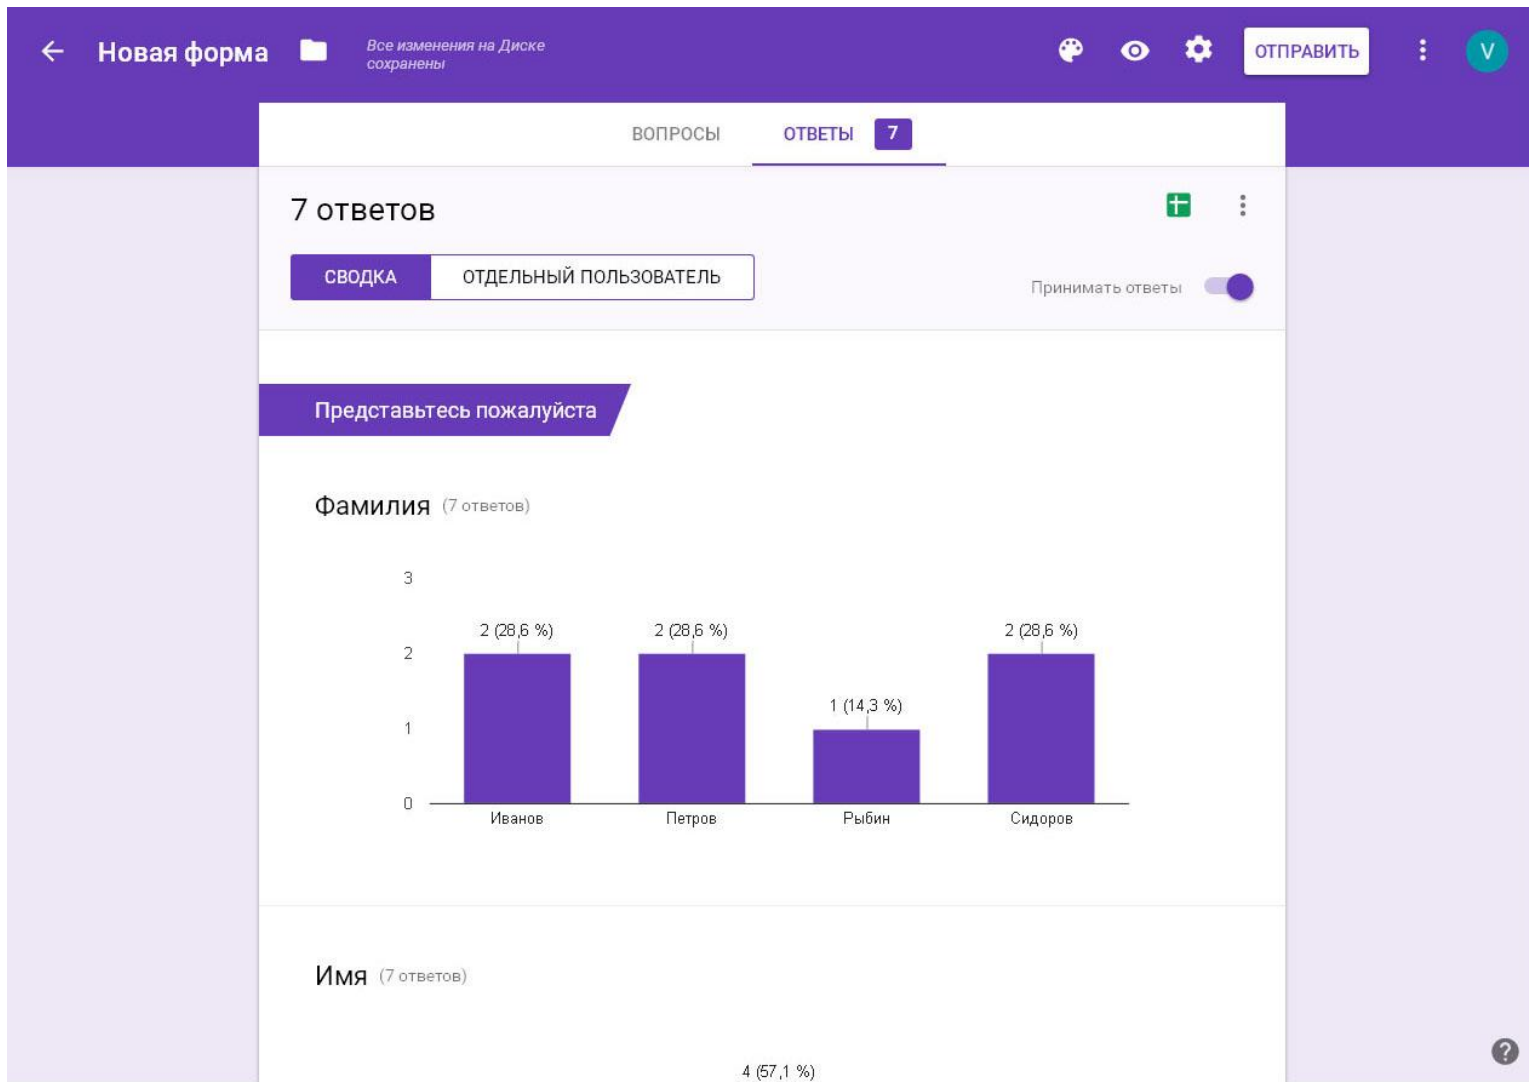 Новая форма
Все изменения на Диске
сохранены
ОТПРАВИТЬ
V
ВОПРОСЫ
ОТВЕТЫ 7
7 ответов
СВОДКА
ОТДЕЛЬНЫЙ ПОЛЬЗОВАТЕЛЬ
Принимать ответы
Представьтесь пожалуйста
Фамилия (7 ответов)
3
2 (28,6 %)
2 (28,6 %)
2 (28,6 %)
2
1 (14,3 %)
1
0
Иванов
Петров
Рыбин
Сидоров
Имя (7 ответов)
4 (57,1 %)
?